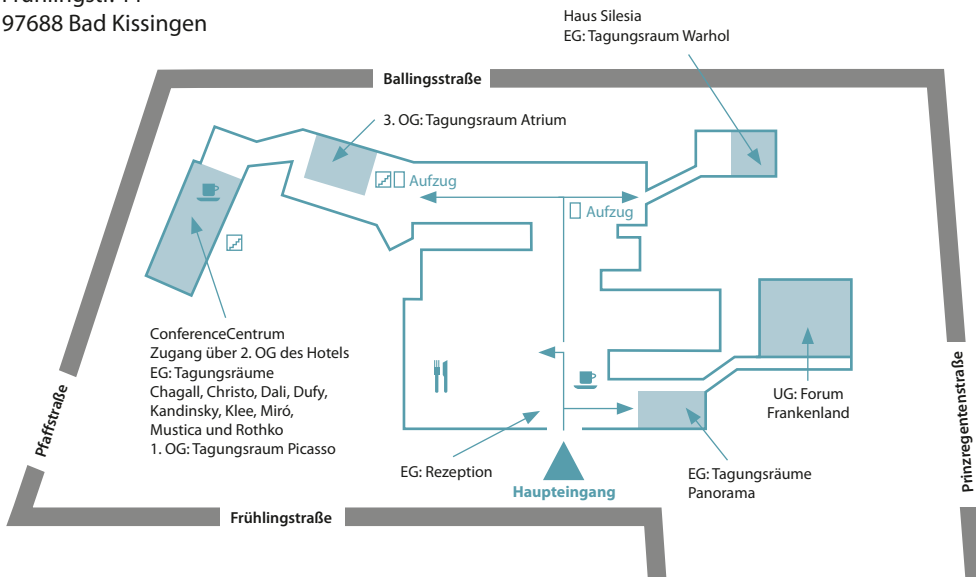 97688 Bad Kissingen
Haus Silesia
EG: Tagungsraum Warhol
Ballingsstraße
3. OG: Tagungsraum Atrium
Aufzug
Aufzug
ConferenceCentrum
Zugang über 2. OG des Hotels
EG: Tagungsräume
Chagall, Christo, Dali, Dufy,
Kandinsky, Klee, Miró,
Mustica und Rothko
1. OG: Tagungsraum Picasso
Pfaffstraße
UG: Forum
Frankenland
Prinzregentenstraße
EG: Rezeption
Haupteingang
EG: Tagungsräume
Panorama
Frühlingstraße